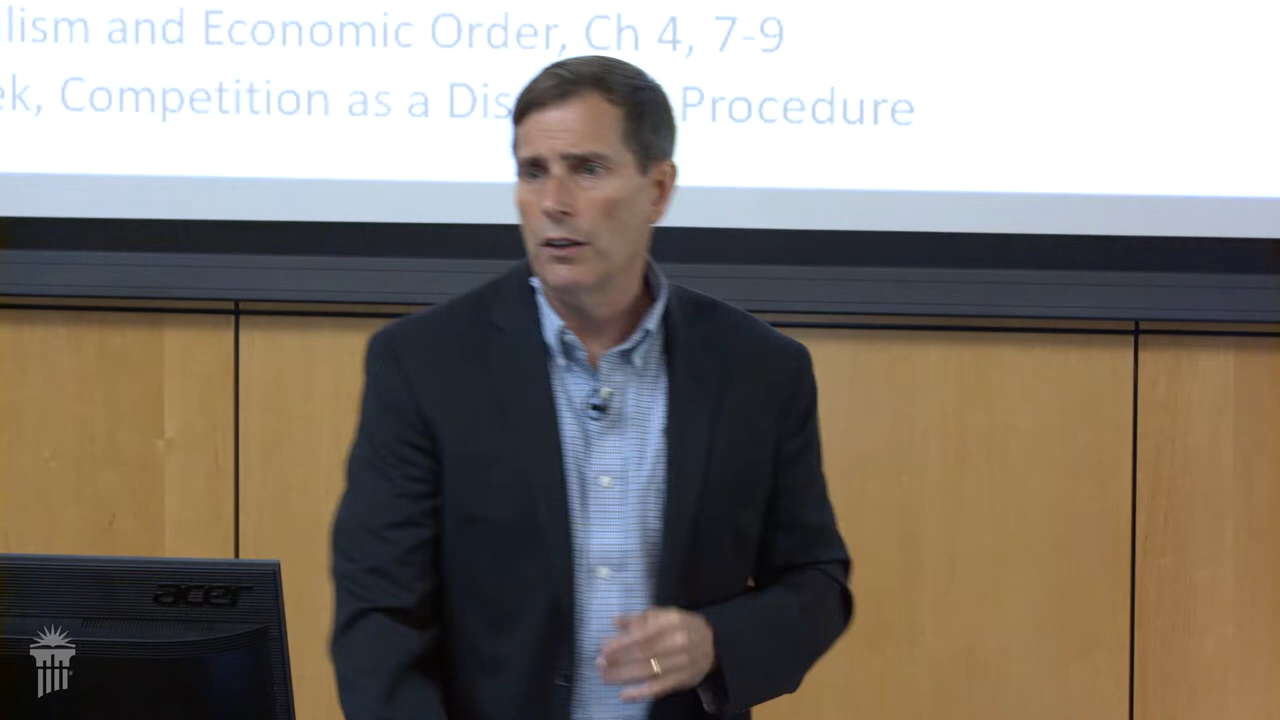 lism and Economic Order, Ch 4, 7-9
ek, Competition as a Dis Procedure
acer